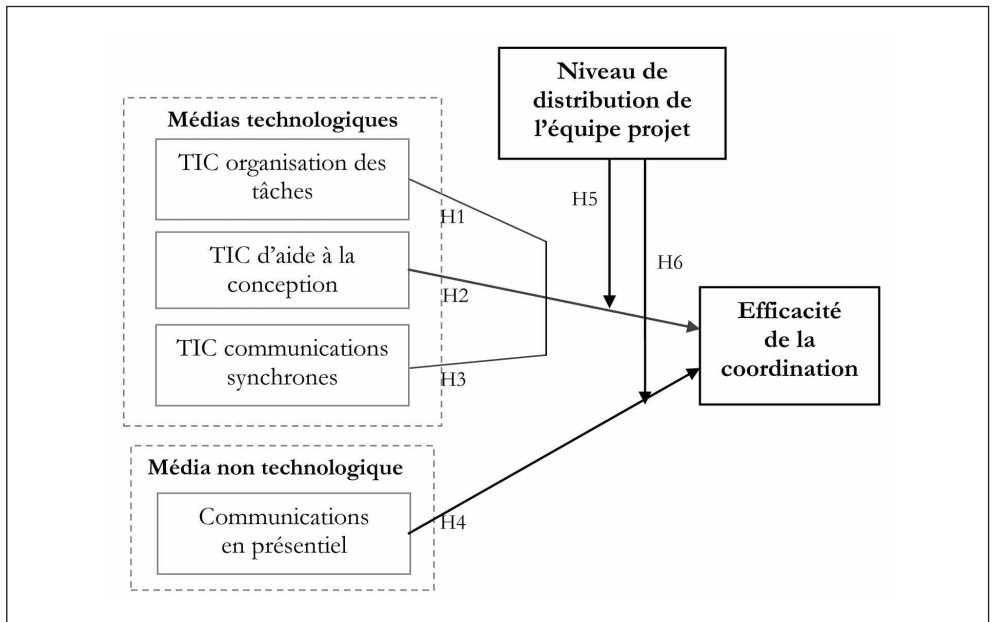 Niveau de
distribution de
l'équipe projet
Médias technologiques
TIC organisation des
tâches
H1
TIC d'aide à la
conception
H2
TIC communications
synchrones
H3
H5
H6
Efficacité
de la
coordination
Média non technologique
Communications
en présentiel
H4